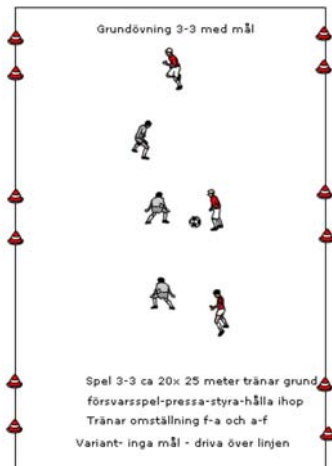 Grundövning 3-3 med mål
Spel 3-3 ca 20x 25 meter tränar grund
försvarsspel-pressa-styra-hålla ihop
Tränar omställning f-a och a-f
Variant- inga mål - driva över linjen